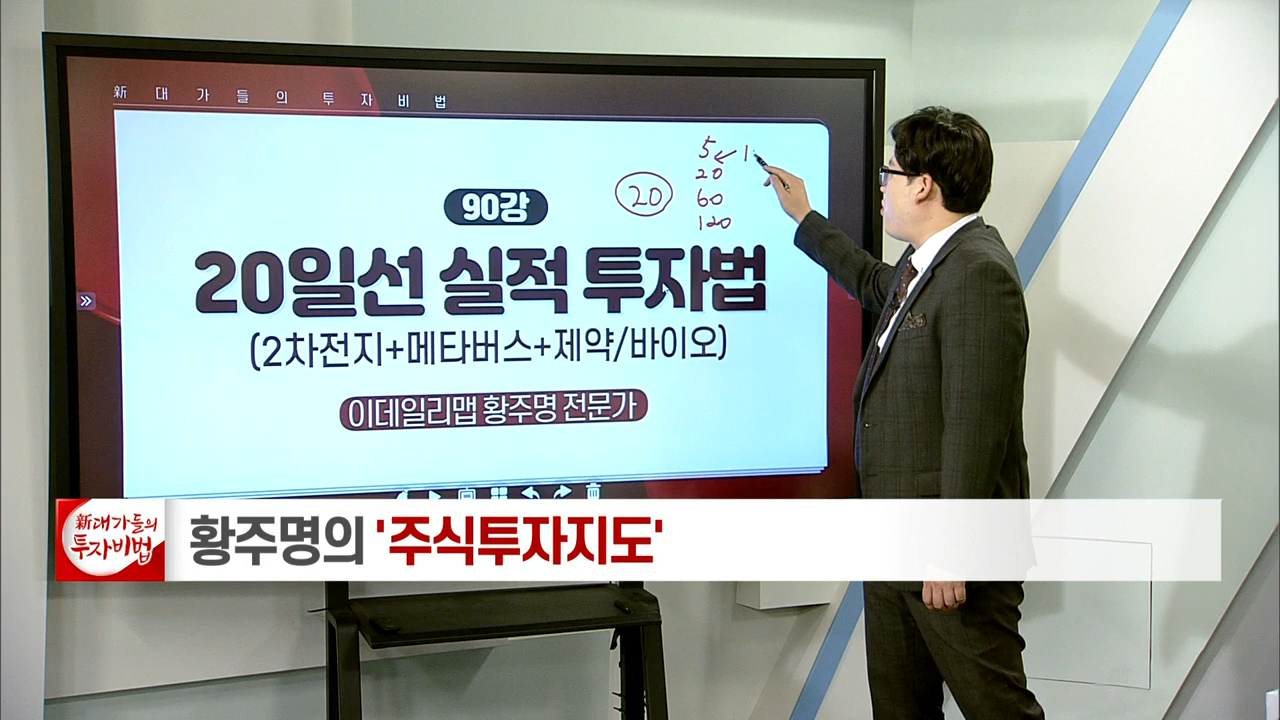 新 대 가 들 의 투 자 비 법
5 ← 1
20
20
60
120
90강
20일선 실적 투자법
(2차전지+메타버스+제약/바이오)
이데일리맵 황주명 전문가
新대가들의
투자비법
황주명의 '주식투자지도'